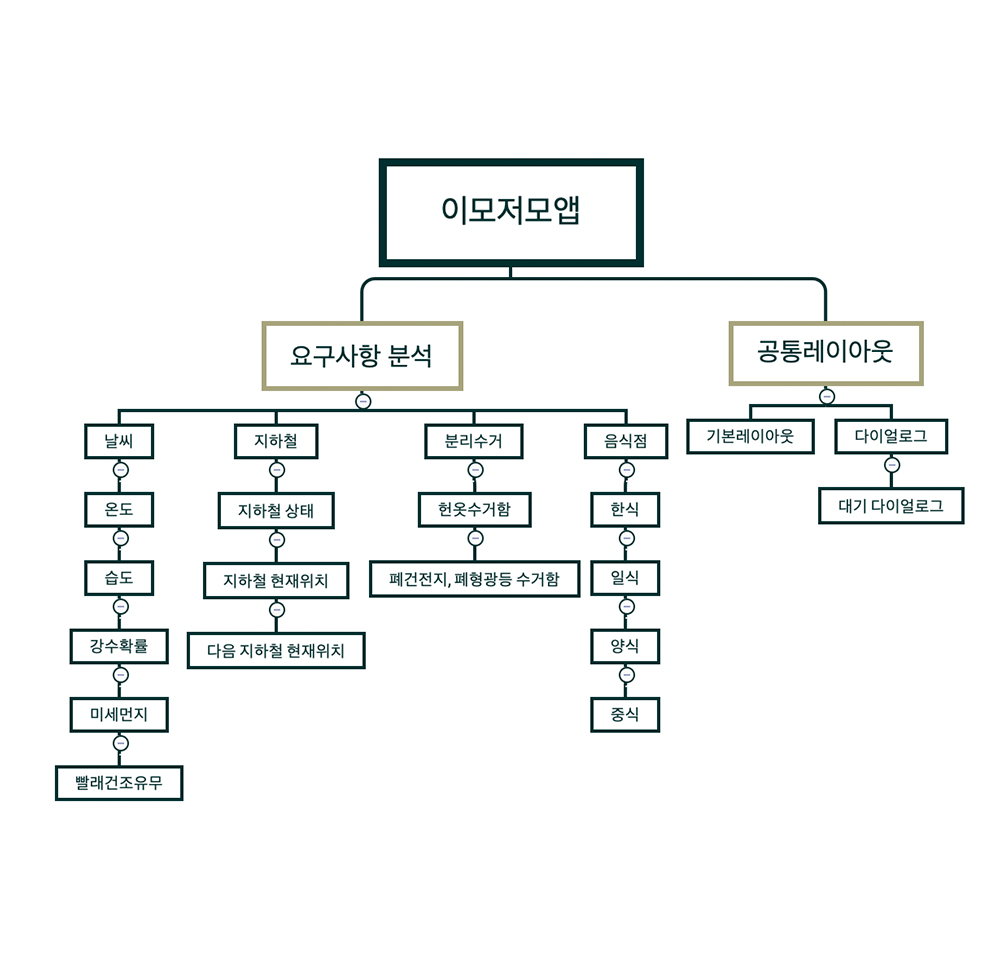 이모저모앱
요구사항 분석
공통레이아웃
날씨
지하철
분리수거
음식점
기본레이아웃
다이얼로그
온도
지하철 상태
헌옷수거함
한식
대기 다이얼로그
습도
지하철 현재위치
폐건전지, 폐형광등 수거함
일식
강수확률
다음 지하철 현재위치
양식
미세먼지
중식
빨래건조유무